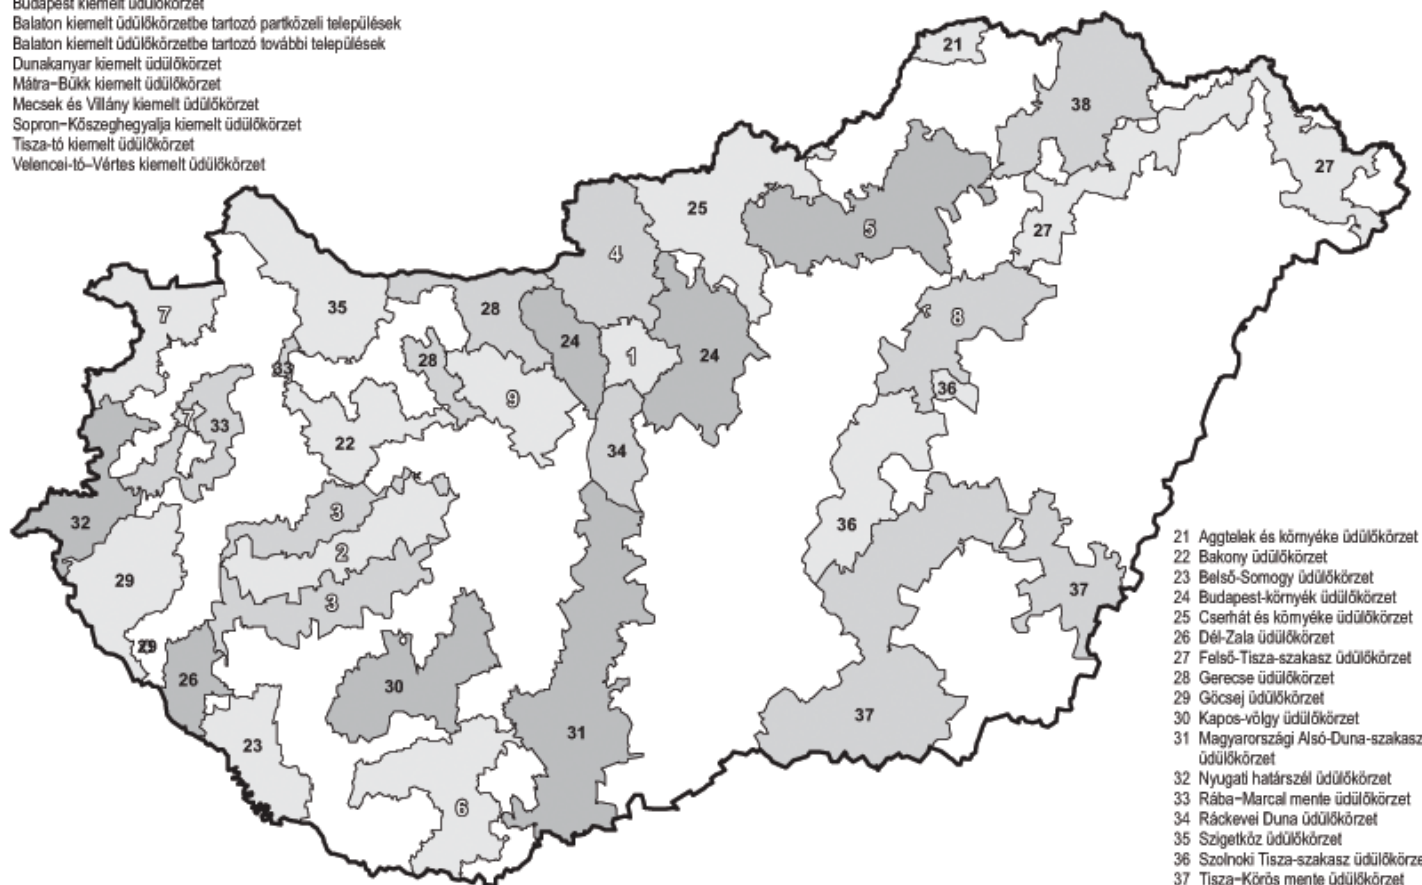 Budapest kiemelt üdülőkörzet
Balaton kiemelt üdülőkörzetbe tartozó partközeli települések
Balaton kiemelt üdülőkörzetbe tartozó további települések
Dunakanyar kiemelt üdülőkörzet
Mátra–Bükk kiemelt üdülőkörzet
Mecsek és Villány kiemelt üdülőkörzet
Sopron–Kőszeghegyalja kiemelt üdülőkörzet
Tisza-tó kiemelt üdülőkörzet
Velencei-tó–Vértes kiemelt üdülőkörzet
21
38
27
25
5
27
4
7
35
28
24
1
24
8
33
28
9
36
7
33
22
34
3
32
2
36
29
3
37
29
26
30
37
23
31
6
21 Aggtelek és környéke üdülőkörzet
22 Bakony üdülőkörzet
23 Belső-Somogy üdülőkörzet
24 Budapest-környék üdülőkörzet
25 Cserhát és környéke üdülőkörzet
26 Dél-Zala üdülőkörzet
27 Felső-Tisza-szakasz üdülőkörzet
28 Gerecse üdülőkörzet
29 Göcsej üdülőkörzet
30 Kapos-völgy üdülőkörzet
31 Magyarországi Alsó-Duna-szakasz
üdülőkörzet
32 Nyugati határszél üdülőkörzet
33 Rába–Marcal mente üdülőkörzet
34 Ráckevei Duna üdülőkörzet
35 Szigetköz üdülőkörzet
36 Szolnoki Tisza-szakasz üdülőkörze
37 Tisza–Körös mente üdülőkörzet